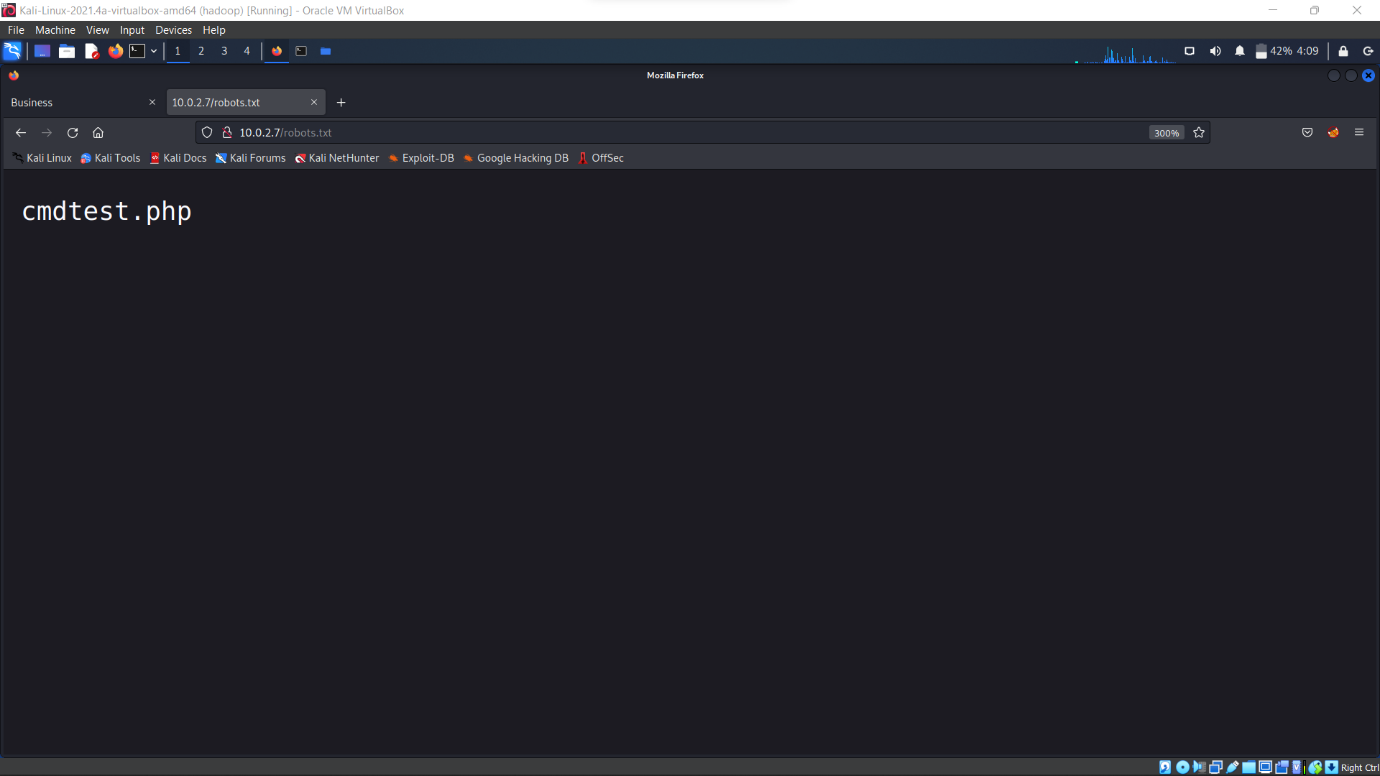 Kali-Linux-2021.4a-virtualbox-amd64 (hadoop) [Running] - Oracle VM VirtualBox
File Machine View Input Devices Help
1 2 3 4 42% 4:09
Mozilla Firefox
Business 10.0.2.7/robots.txt
10.0.2.7/robots.txt 300%
Kali Linux Kali Tools Kali Docs Kali Forums Kali NetHunter Exploit-DB Google Hacking DB OffSec
cmdtest.php
Right Ctrl